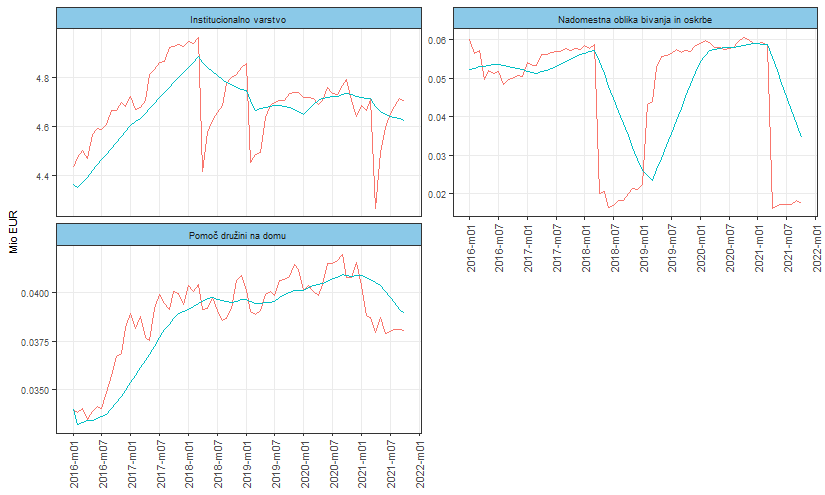 Institucionalno varstvo
Nadomestna oblika bivanja in oskrbe
4.8
4.6
4.4
0.06
0.05
0.04
0.03
0.02
2016-m01
2016-m07
2017-m01
2017-m07
2018-m01
2018-m07
2019-m01
2019-m07
2020-m01
2020-m07
2021-m01
2021-m07
2022-m01
Mio EUR
Pomoč družini na domu
0.0400
0.0375
0.0350
2016-m01
2016-m07
2017-m01
2017-m07
2018-m01
2018-m07
2019-m01
2019-m07
2020-m01
2020-m07
2021-m01
2021-m07
2022-m01